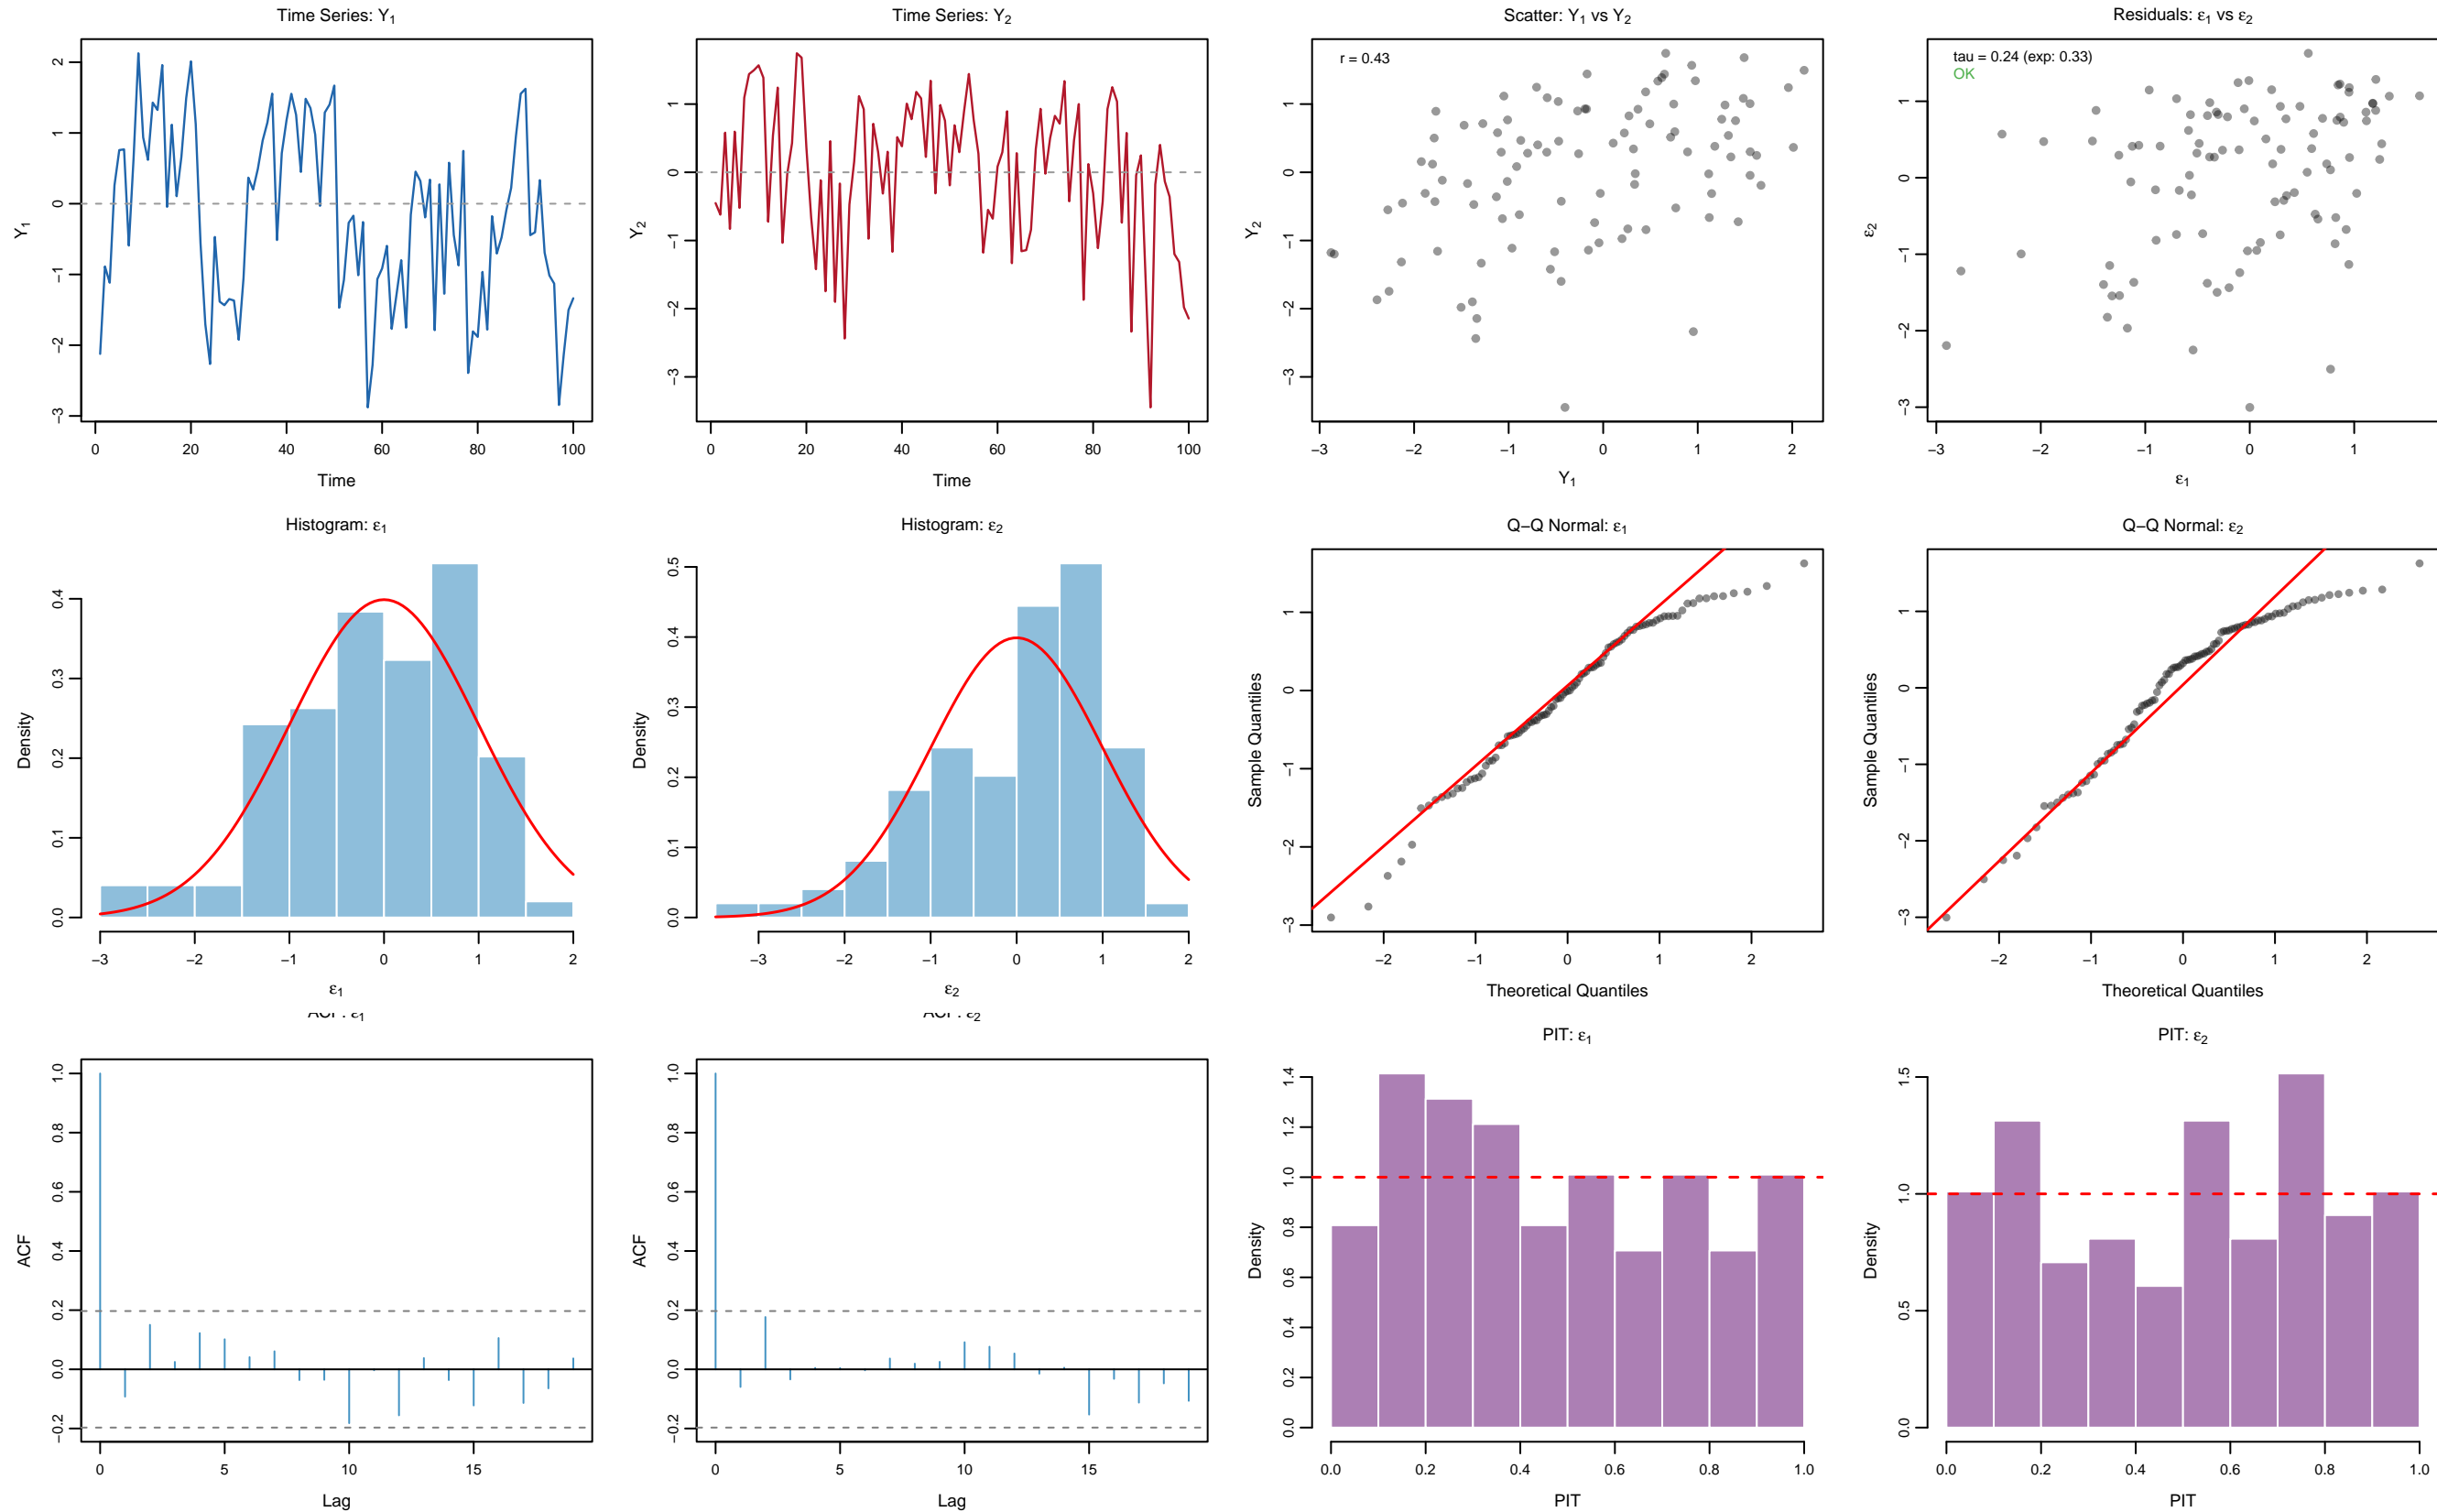 Time Series: Y1
Y1
2
1
0
−1
−2
−3
0 20 40 60 80 100
Time
Time Series: Y2
Y2
1
0
−1
−2
−3
0 20 40 60 80 100
Time
Scatter: Y1 vs Y2
r = 0.43
Y2
1
0
−1
−2
−3
−3 −2 −1 0 1 2
Y1
Residuals: ε1 vs ε2
tau = 0.24 (exp: 0.33)
OK
ε2
1
0
−1
−2
−3
−3 −2 −1 0 1
ε1
Histogram: ε1
Density
0.4
0.3
0.2
0.1
0.0
−3 −2 −1 0 1 2
ε1
Histogram: ε2
Density
0.5
0.4
0.3
0.2
0.1
0.0
−3 −2 −1 0 1 2
ε2
Q−Q Normal: ε1
Sample Quantiles
1
0
−1
−2
−3
−2 −1 0 1 2
Theoretical Quantiles
Q−Q Normal: ε2
Sample Quantiles
1
0
−1
−2
−3
−2 −1 0 1 2
Theoretical Quantiles
ACF: ε1
ACF
1.0
0.8
0.6
0.4
0.2
0.0
−0.2
0 5 10 15
Lag
ACF: ε2
ACF
1.0
0.8
0.6
0.4
0.2
0.0
−0.2
0 5 10 15
Lag
PIT: ε1
Density
1.4
1.2
1.0
0.8
0.6
0.4
0.2
0.0
0.0 0.2 0.4 0.6 0.8 1.0
PIT
PIT: ε2
Density
1.5
1.0
0.5
0.0
0.0 0.2 0.4 0.6 0.8 1.0
PIT